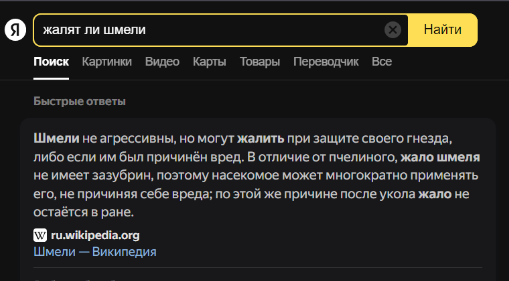 Я
жалят ли шмели
Найти
Поиск Картинки Видео Карты Товары Переводчик Все
Быстрые ответы
Шмели не агрессивны, но могут жалить при защите своего гнезда,
либо если им был причинён вред. В отличие от пчелиного, жало шмеля
не имеет зазубрин, поэтому насекомое может многократно применять
его, не причиняя себе вреда; по этой же причине после укола жало не
остаётся в ране.
W ru.wikipedia.org
Шмели — Википедия